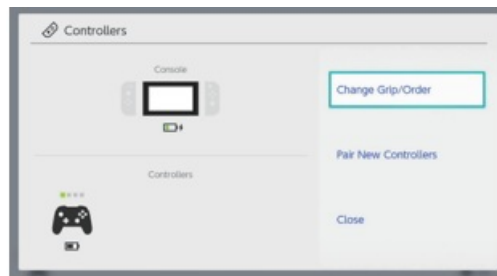 Controllers
Console
Change Grip/Order
Pair New Controllers
Controllers
Close